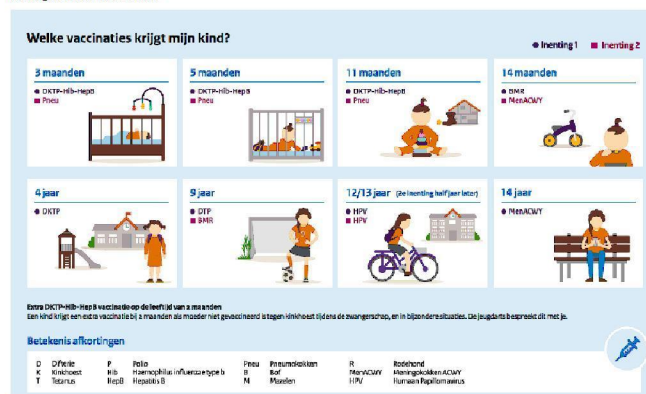 Welke vaccinaties krijgt mijn kind?
Inenting 1 Inenting 2
3 maanden
DKTP-Hib-HepB
Pneu
5 maanden
DKTP-Hib-HepB
Pneu
11 maanden
DKTP-Hib-HepB
Pneu
14 maanden
BMR
MenACWY
4 jaar
DKTP
9 jaar
DTP
BMR
12/13 jaar (2e inenting half jaar later)
HPV
HPV
14 jaar
MenACWY
Extra DKTP-Hib-HepB vaccinatie op de leeftijd van 2 maanden
Een kind krijgt een extra vaccinatie bij 2 maanden als moeder niet gevaccineerd is tegen kinkhoest tijdens de zwangerschap, en in bijzondere situaties. De jeugdarts bespreekt dit met je.
Betekenis afkortingen
D Difterie P Polio Pneu Pneumokokken R Rodehond
K Kinkhoest Hib Haemophilus influenzae type b B Bof MenACWY Meningokokken ACWY
T Tetanus HepB Hepatitis B M Mazelen HPV Humaan Papillomavirus